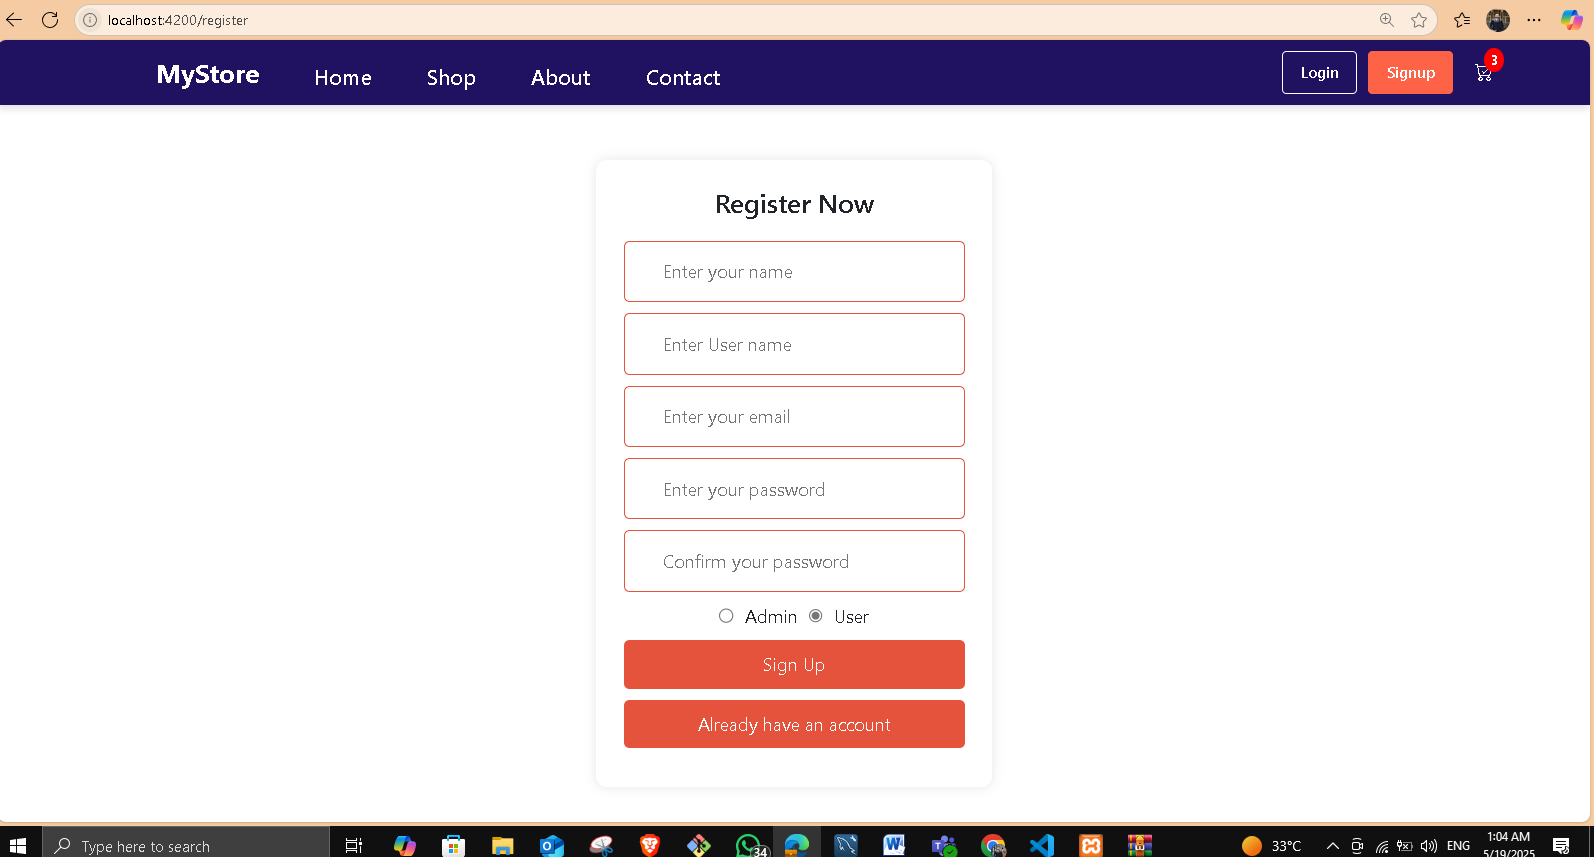 localhost:4200/register
MyStore Home Shop About Contact Login Signup 3
Register Now
Enter your name
Enter User name
Enter your email
Enter your password
Confirm your password
Admin User
Sign Up
Already have an account
Type here to search 34 33°C ENG 1:04 AM
5/19/2025